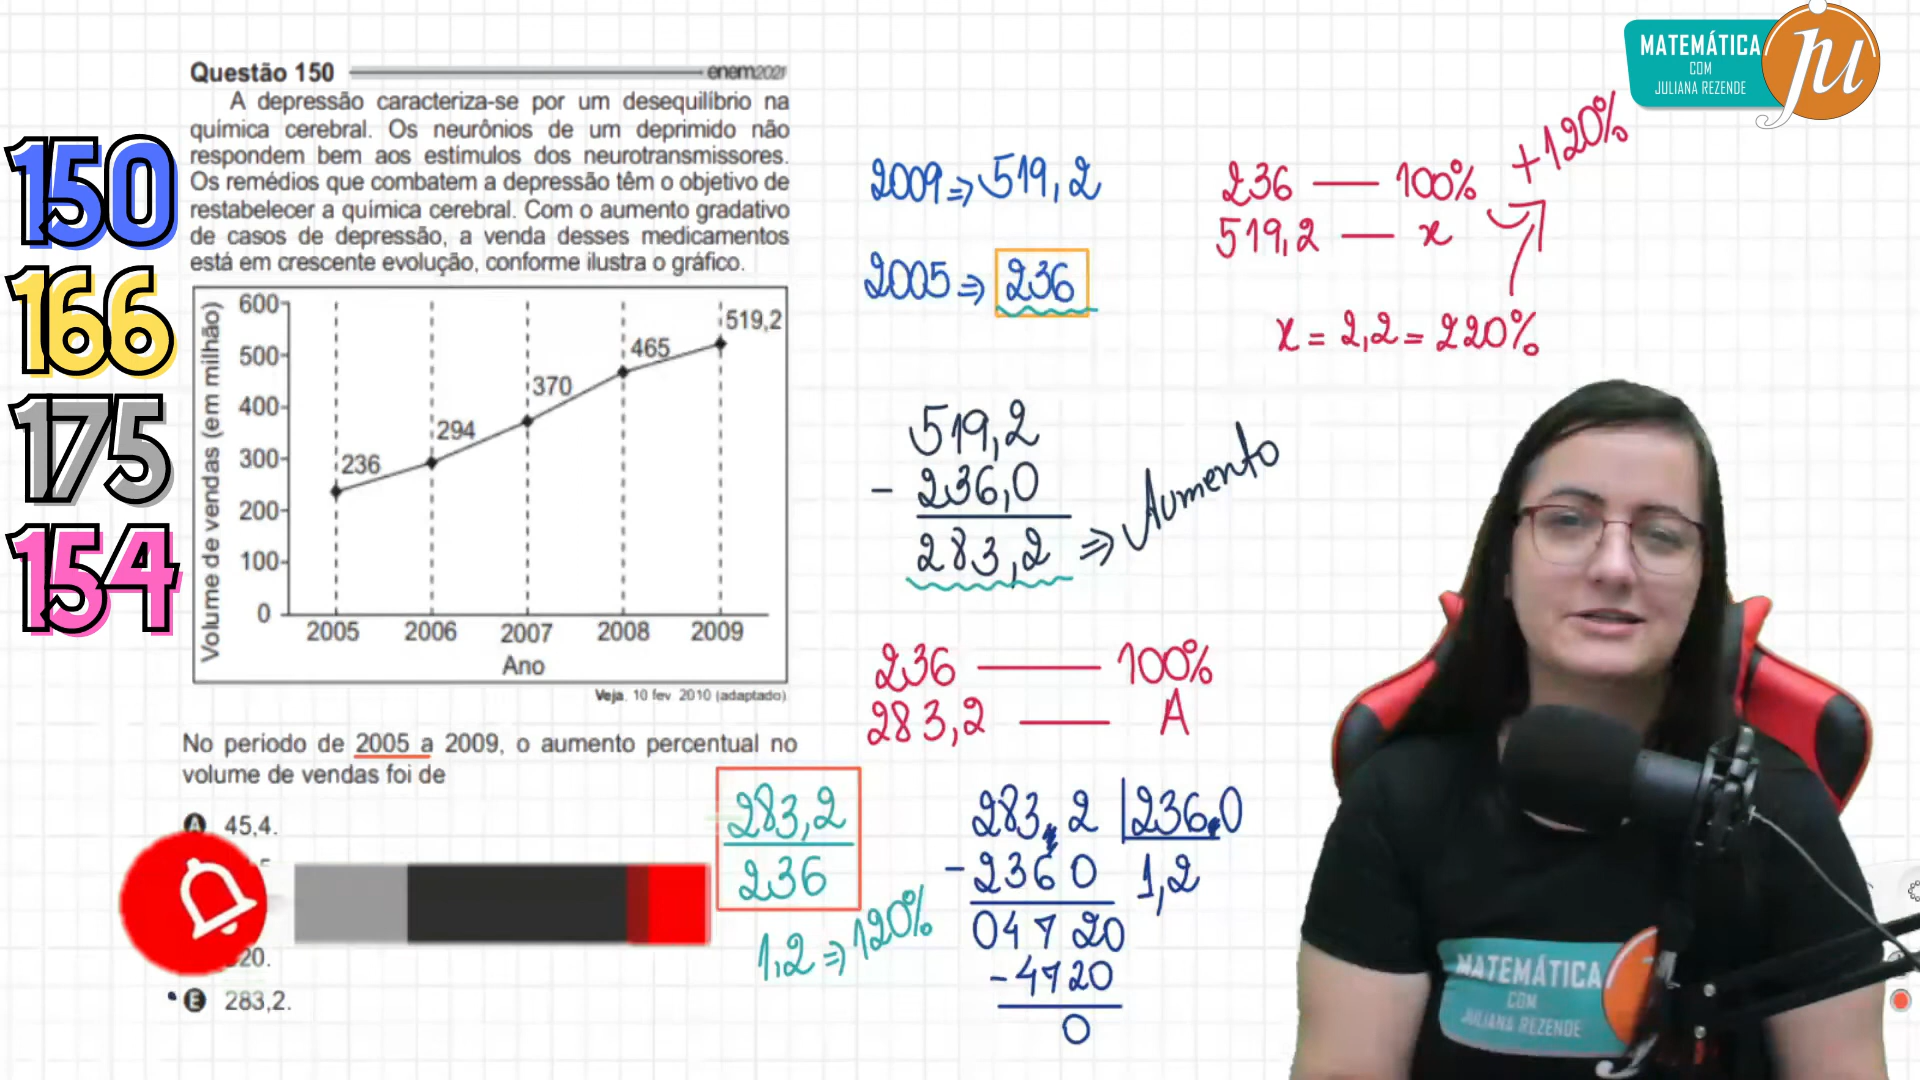 MATEMÁTICA
COM
JULIANA REZENDE
ju
150
166
175
154
Questão 150
enem2021
A depressão caracteriza-se por um desequilíbrio na
química cerebral. Os neurônios de um deprimido não
respondem bem aos estímulos dos neurotransmissores.
Os remédios que combatem a depressão têm o objetivo de
restabelecer a química cerebral. Com o aumento gradativo
de casos de depressão, a venda desses medicamentos
está em crescente evolução, conforme ilustra o gráfico.
Volume de vendas (em milhão)
600
500
400
300
200
100
0
236
294
370
465
519,2
2005 2006 2007 2008 2009
Ano
Veja, 10 fev. 2010 (adaptado)
No período de 2005 a 2009, o aumento percentual no
volume de vendas foi de
A 45,4.
20.
E 283,2.
2009 ⇒ 519,2
2005 ⇒ 236
519,2
- 236,0
283,2 ⇒ Aumento
236 — 100%
283,2 — A
283,2
236
1,2 ⇒ 120%
283,2 236,0
-2360 1,2
04720
-4720
0
236 — 100% +120%
519,2 — x
x = 2,2 = 220%
MATEMÁTICA
COM
JULIANA REZENDE